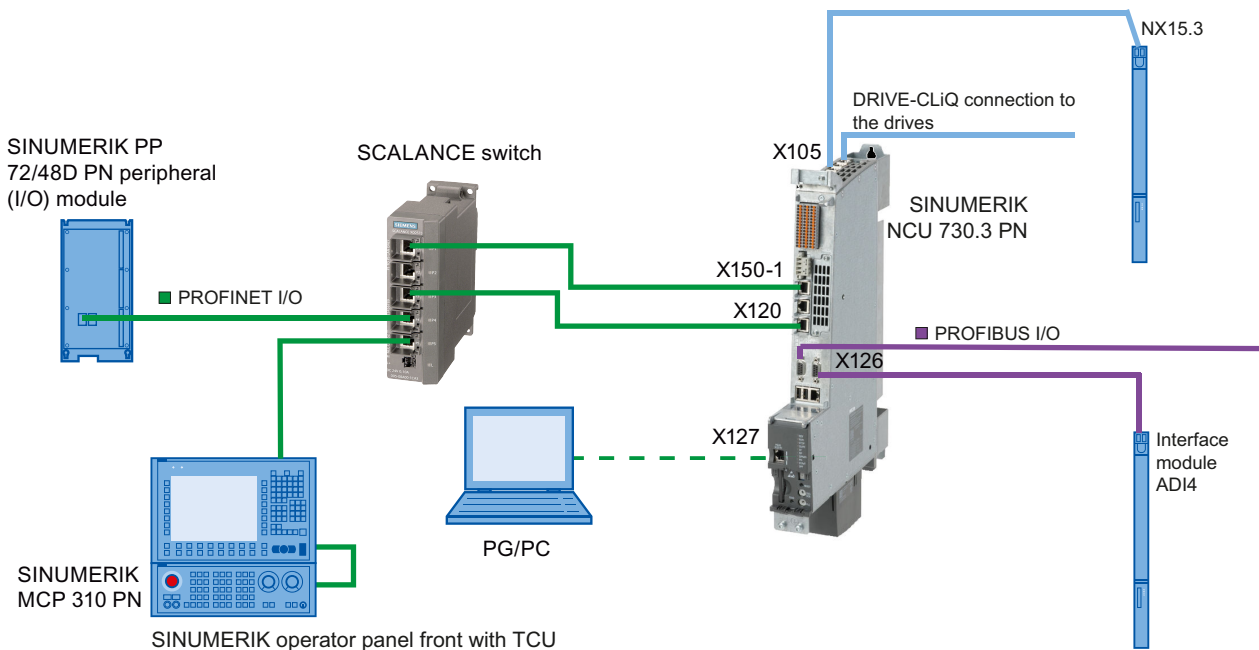 NX15.3
DRIVE-CLiQ connection to
the drives
SINUMERIK PP
72/48D PN peripheral
(I/O) module
SCALANCE switch
X105
SINUMERIK
NCU 730.3 PN
SIEMENS
X150-1
PROFINET I/O
X120
PROFIBUS I/O
X126
X127
Interface
module
ADI4
PG/PC
SINUMERIK
MCP 310 PN
SINUMERIK operator panel front with TCU